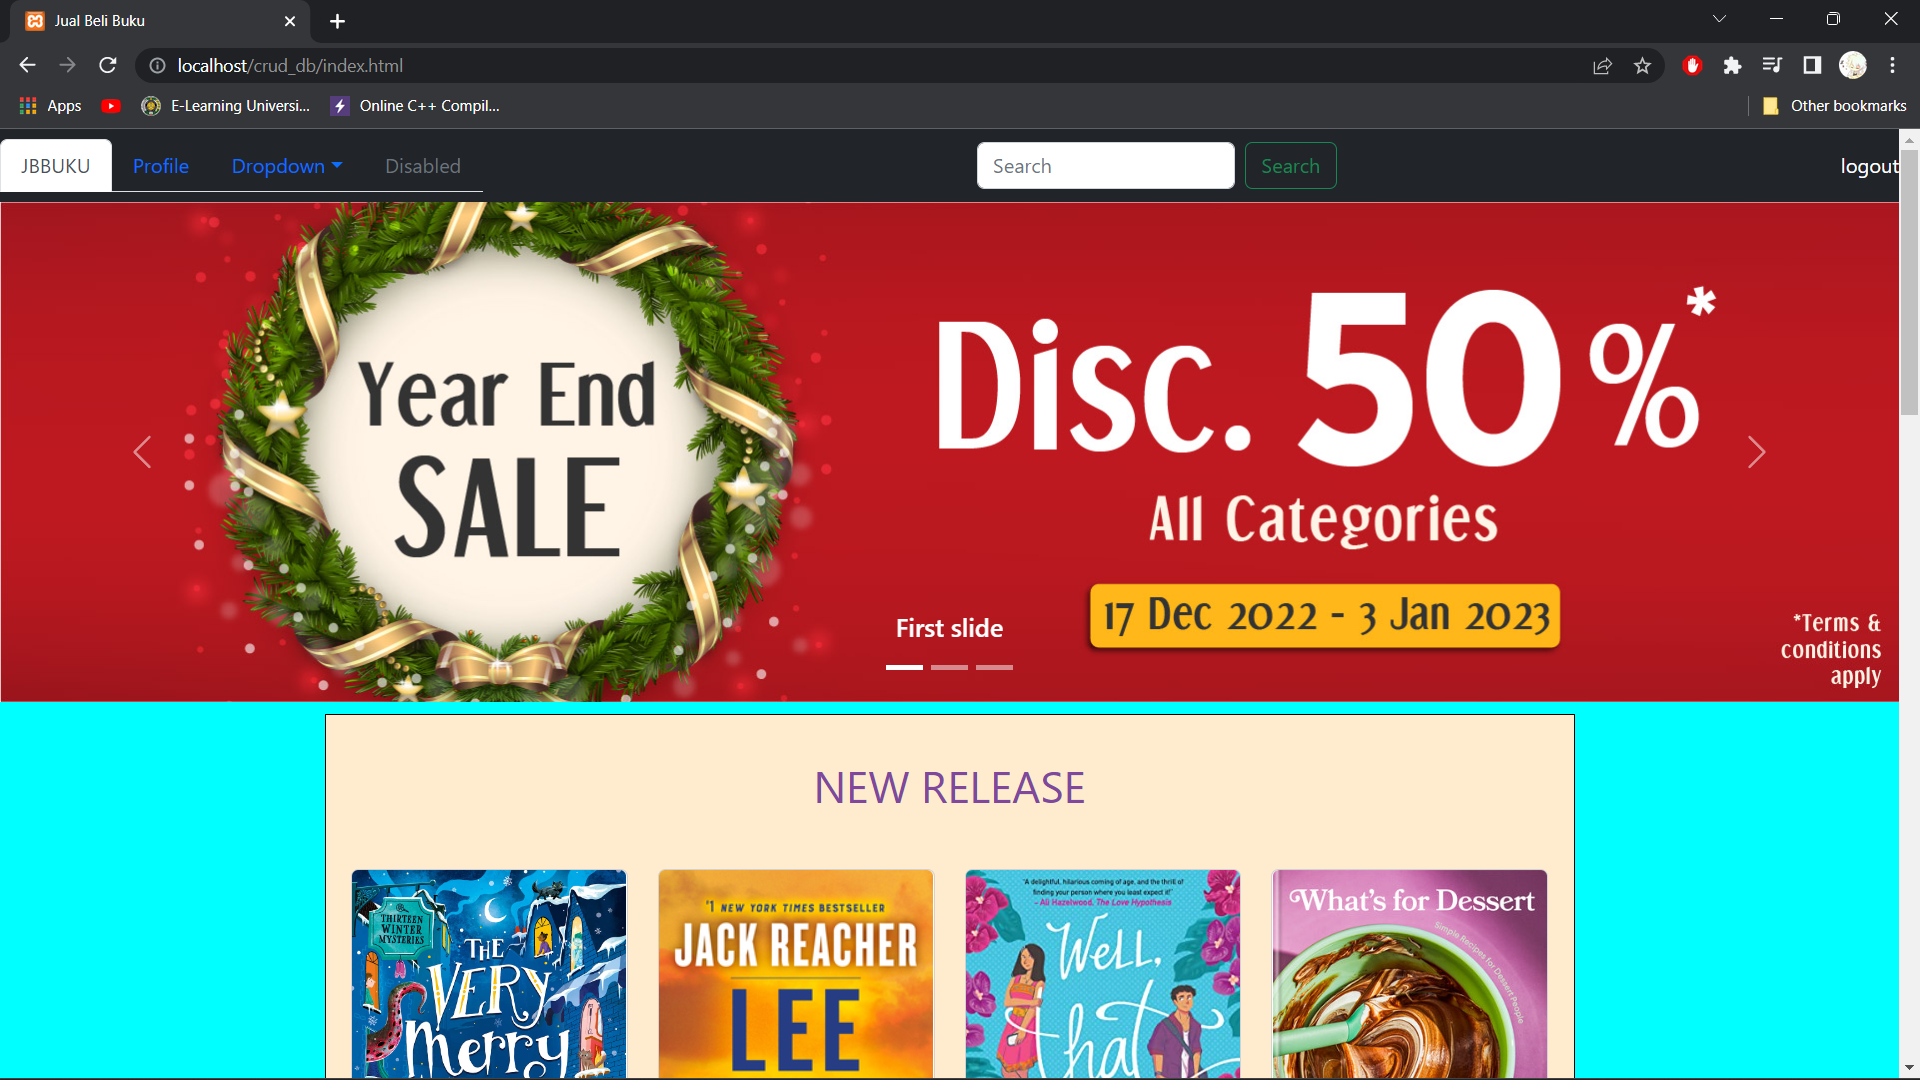 Jual Beli Buku
localhost/crud_db/index.html
Apps
E-Learning Universi...
Online C++ Compil...
Other bookmarks
JBBUKU
Profile
Dropdown
Disabled
Search
Search
logout
Year End
SALE
Disc. 50%*
All Categories
17 Dec 2022 - 3 Jan 2023
*Terms &
conditions
apply
First slide
NEW RELEASE
THIRTEEN
WINTER
MYSTERIES
THE
VERY
Merry
#1 NEW YORK TIMES BESTSELLER
JACK REACHER
LEE
"A delightful, hilarious coming of age, and the thrill of
finding your person where you least expect it!"
- Ali Hazelwood, The Love Hypothesis
Well,
that
What's for Dessert
Simple Recipes for Dessert People